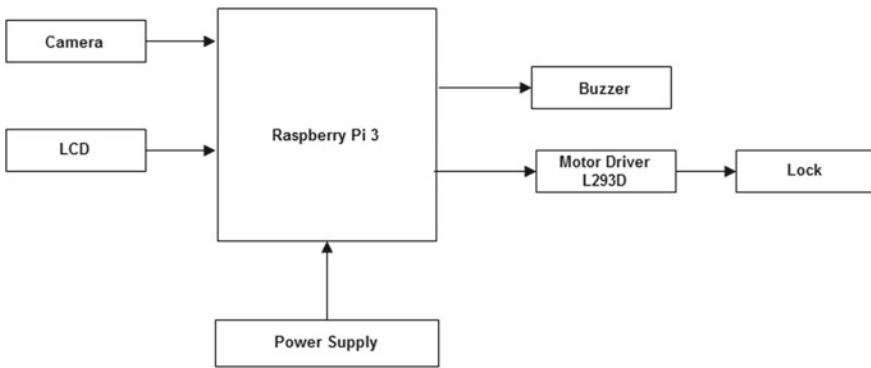 Camera
LCD
Raspberry Pi 3
Buzzer
Motor Driver
L293D
Lock
Power Supply